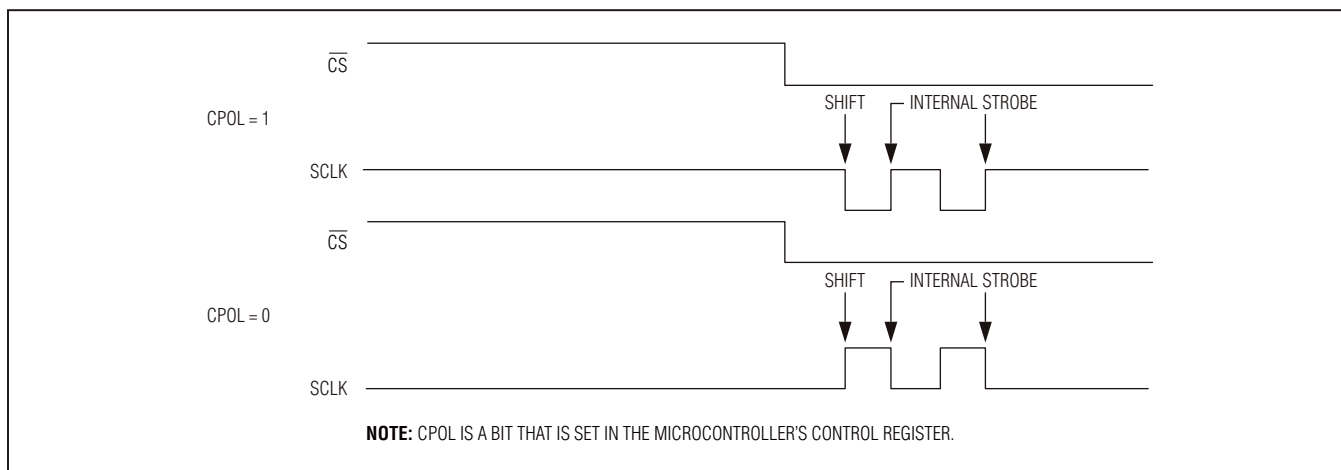 CS
SHIFT INTERNAL STROBE
CPOL = 1
SCLK
CS
SHIFT INTERNAL STROBE
CPOL = 0
SCLK
NOTE: CPOL IS A BIT THAT IS SET IN THE MICROCONTROLLER'S CONTROL REGISTER.